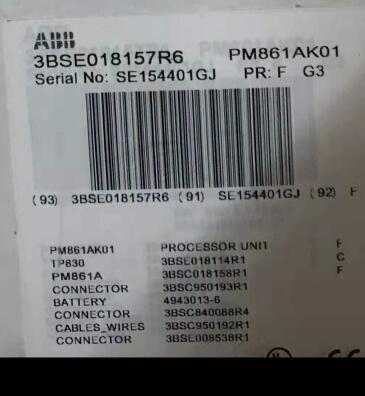 ABB
3BSE018157R6 PM861AK01
Serial No: SE154401GJ PR: F G3
(93) 3BSE018157R6 (91) SE154401GJ (92) F
PM861AK01 PROCESSOR UNIT F
TP830 3BSE018114R1 C
PM861A 3BSC018158R1 F
CONNECTOR 3BSC950193R1
BATTERY 4943013-6
CONNECTOR 3BSC840088R4
CABLES_WIRES 3BSC950192R1
CONNECTOR 3BSE008538R1